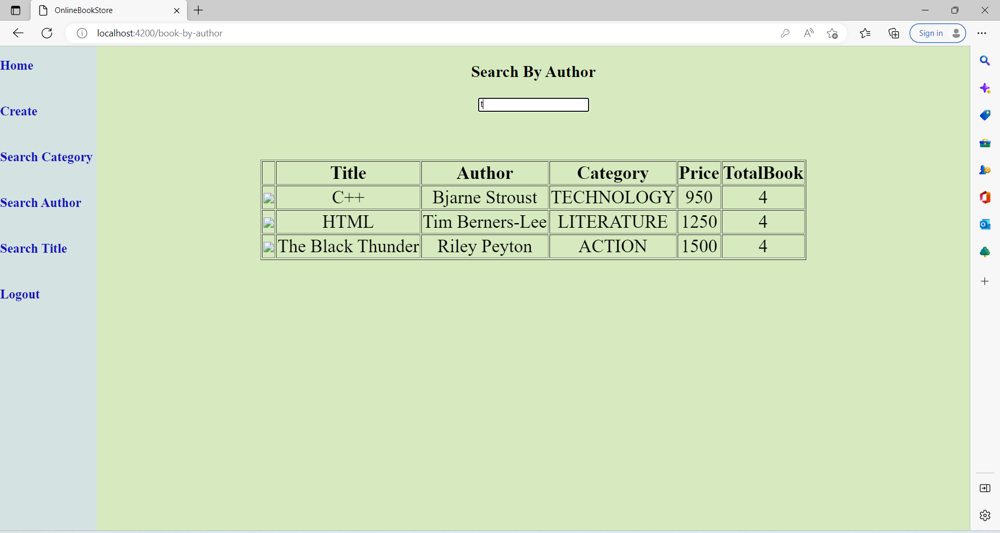 OnlineBookStore
localhost:4200/book-by-author
Sign in
Home
Create
Search Category
Search Author
Search Title
Logout
Search By Author
t
Title Author Category Price TotalBook
C++ Bjarne Stroust TECHNOLOGY 950 4
HTML Tim Berners-Lee LITERATURE 1250 4
The Black Thunder Riley Peyton ACTION 1500 4